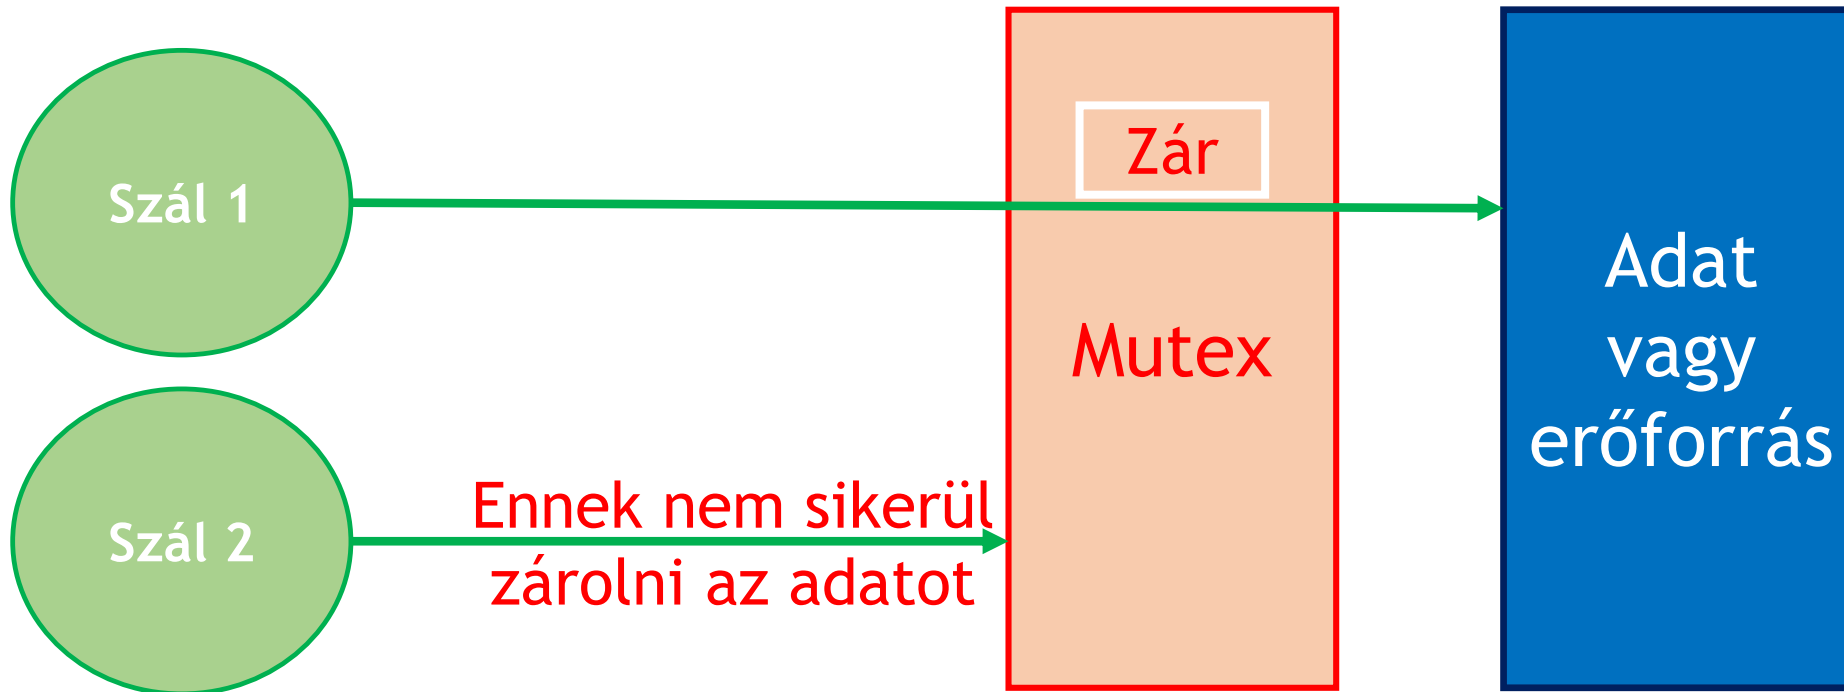 Szál 1
Zár
Mutex
Adat
vagy
erőforrás
Szál 2
Ennek nem sikerül
zárolni az adatot